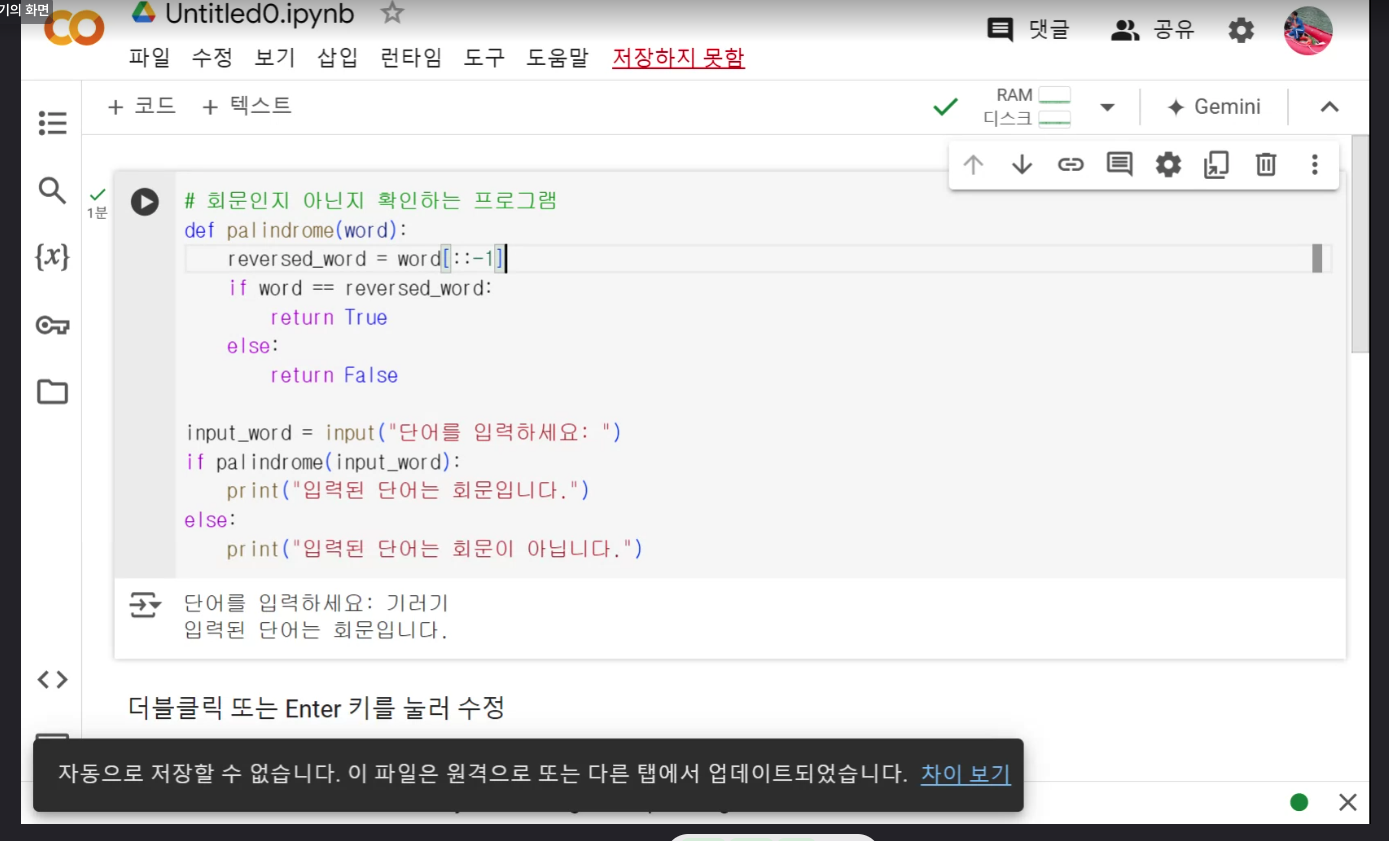 기의 화면
Untitled0.ipynb
댓글 공유
파일 수정 보기 삽입 런타임 도구 도움말 저장하지 못함
+ 코드 + 텍스트
RAM
디스크
Gemini
1분
# 회문인지 아닌지 확인하는 프로그램
def palindrome(word):
    reversed_word = word[::-1]
    if word == reversed_word:
        return True
    else:
        return False
input_word = input("단어를 입력하세요: ")
if palindrome(input_word):
    print("입력된 단어는 회문입니다.")
else:
    print("입력된 단어는 회문이 아닙니다.")
단어를 입력하세요: 기러기
입력된 단어는 회문입니다.
더블클릭 또는 Enter 키를 눌러 수정
자동으로 저장할 수 없습니다. 이 파일은 원격으로 또는 다른 탭에서 업데이트되었습니다. 차이 보기